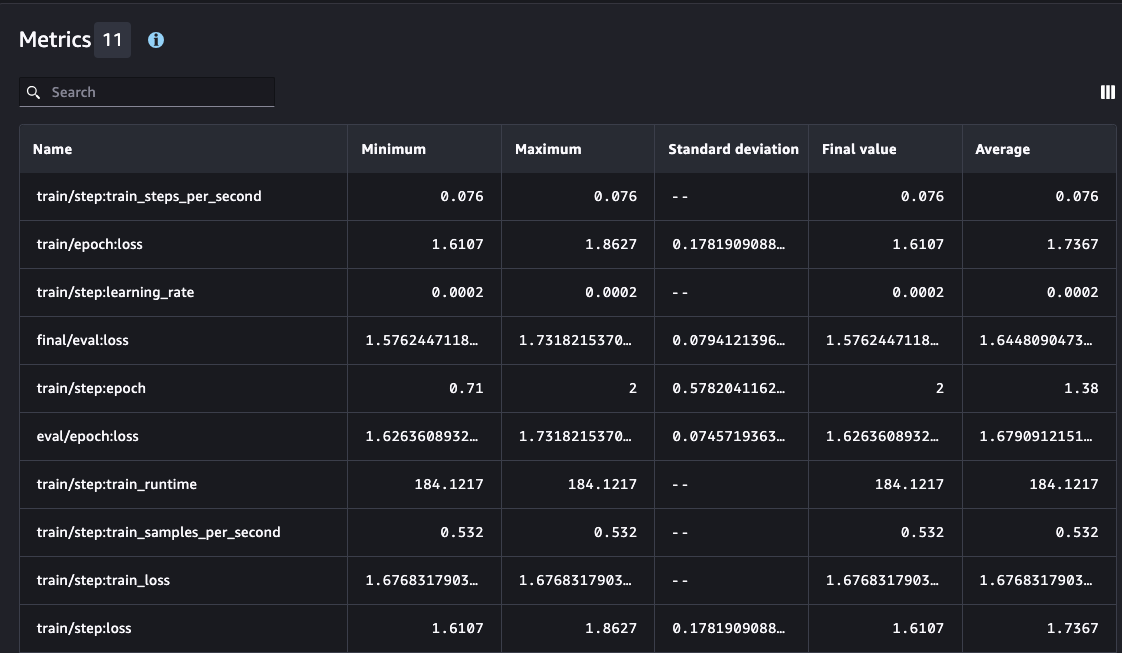 Metrics 11
Search
Name Minimum Maximum Standard deviation Final value Average
train/step:train_steps_per_second 0.076 0.076 -- 0.076 0.076
train/epoch:loss 1.6107 1.8627 0.1781909088… 1.6107 1.7367
train/step:learning_rate 0.0002 0.0002 -- 0.0002 0.0002
final/eval:loss 1.5762447118… 1.7318215370… 0.0794121396… 1.5762447118… 1.6448090473…
train/step:epoch 0.71 2 0.5782041162… 2 1.38
eval/epoch:loss 1.6263608932… 1.7318215370… 0.0745719363… 1.6263608932… 1.6790912151…
train/step:train_runtime 184.1217 184.1217 -- 184.1217 184.1217
train/step:train_samples_per_second 0.532 0.532 -- 0.532 0.532
train/step:train_loss 1.6768317903… 1.6768317903… -- 1.6768317903… 1.6768317903…
train/step:loss 1.6107 1.8627 0.1781909088… 1.6107 1.7367